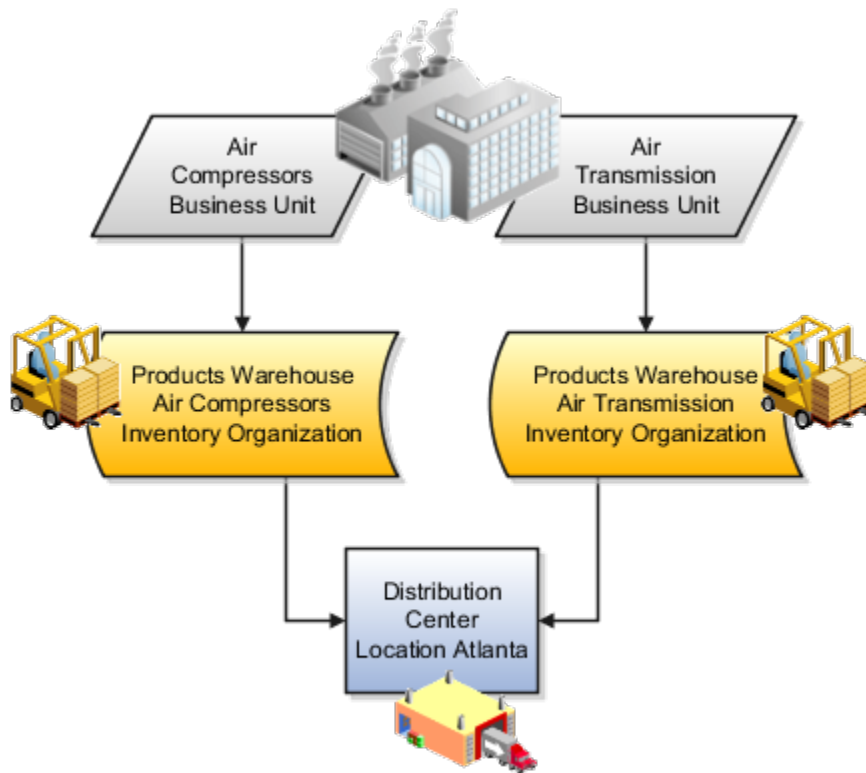 Air
Compressors
Business Unit
Air
Transmission
Business Unit
Products Warehouse
Air Compressors
Inventory Organization
Products Warehouse
Air Transmission
Inventory Organization
Distribution
Center
Location Atlanta